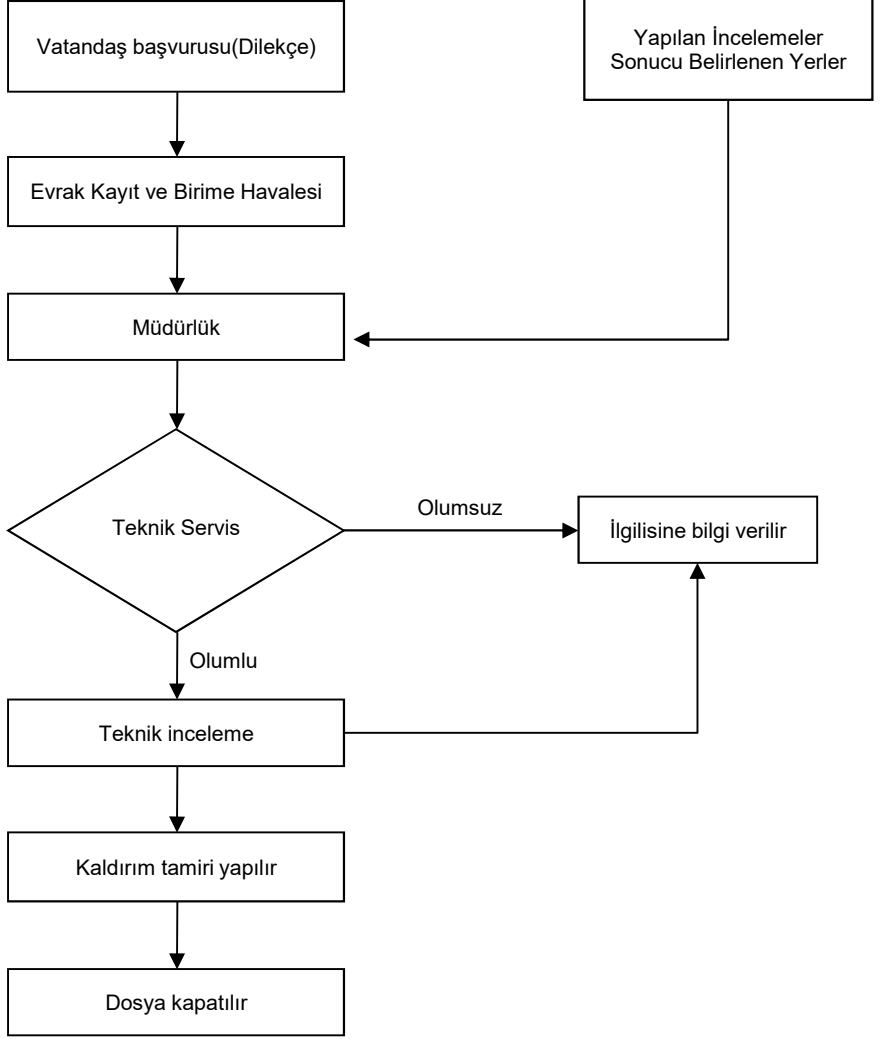 Vatandaş başvurusu(Dilekçe)
Yapılan İncelemeler
Sonucu Belirlenen Yerler
Evrak Kayıt ve Birime Havalesi
Müdürlük
Teknik Servis
Olumsuz
İlgilisine bilgi verilir
Olumlu
Teknik inceleme
Kaldırım tamiri yapılır
Dosya kapatılır